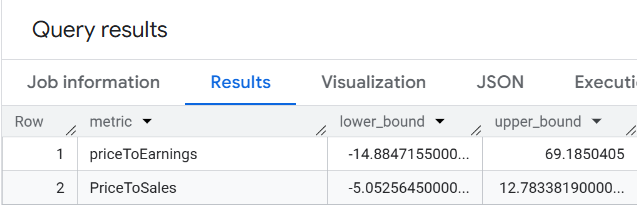 Query results
Job information Results Visualization JSON Executi
Row metric lower_bound upper_bound
1 priceToEarnings -14.8847155000... 69.1850405
2 PriceToSales -5.05256450000... 12.78338190000...